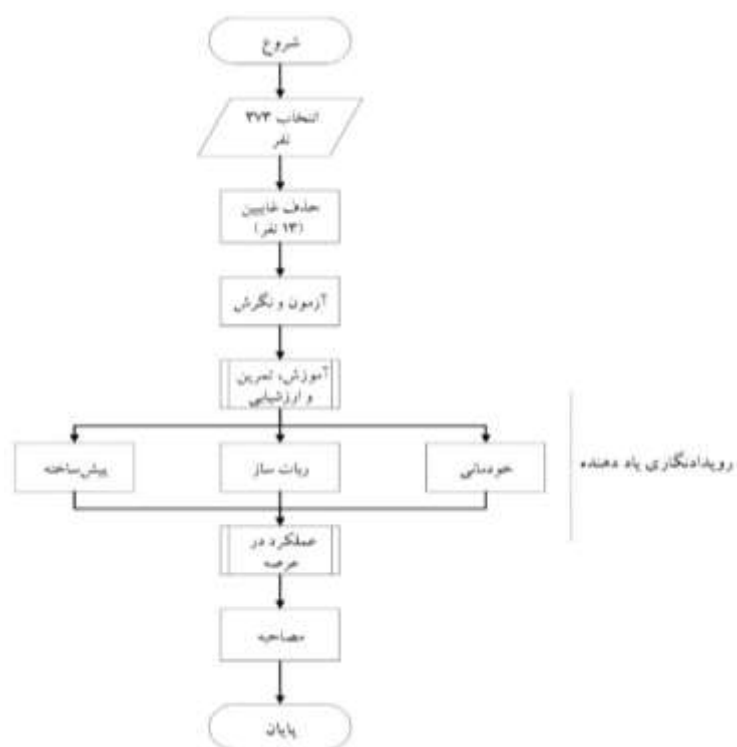 شروع
انتخاب ۳۷۳
نفر
حذف غایبین
(۱۳ نفر)
آزمون و نگرش
آموزش، تمرین
و ارزشیابی
خودمانی
ربات ساز
پیش‌ساخته
رویدادنگاری یاد دهنده
عملکرد در
عرصه
مصاحبه
پایان